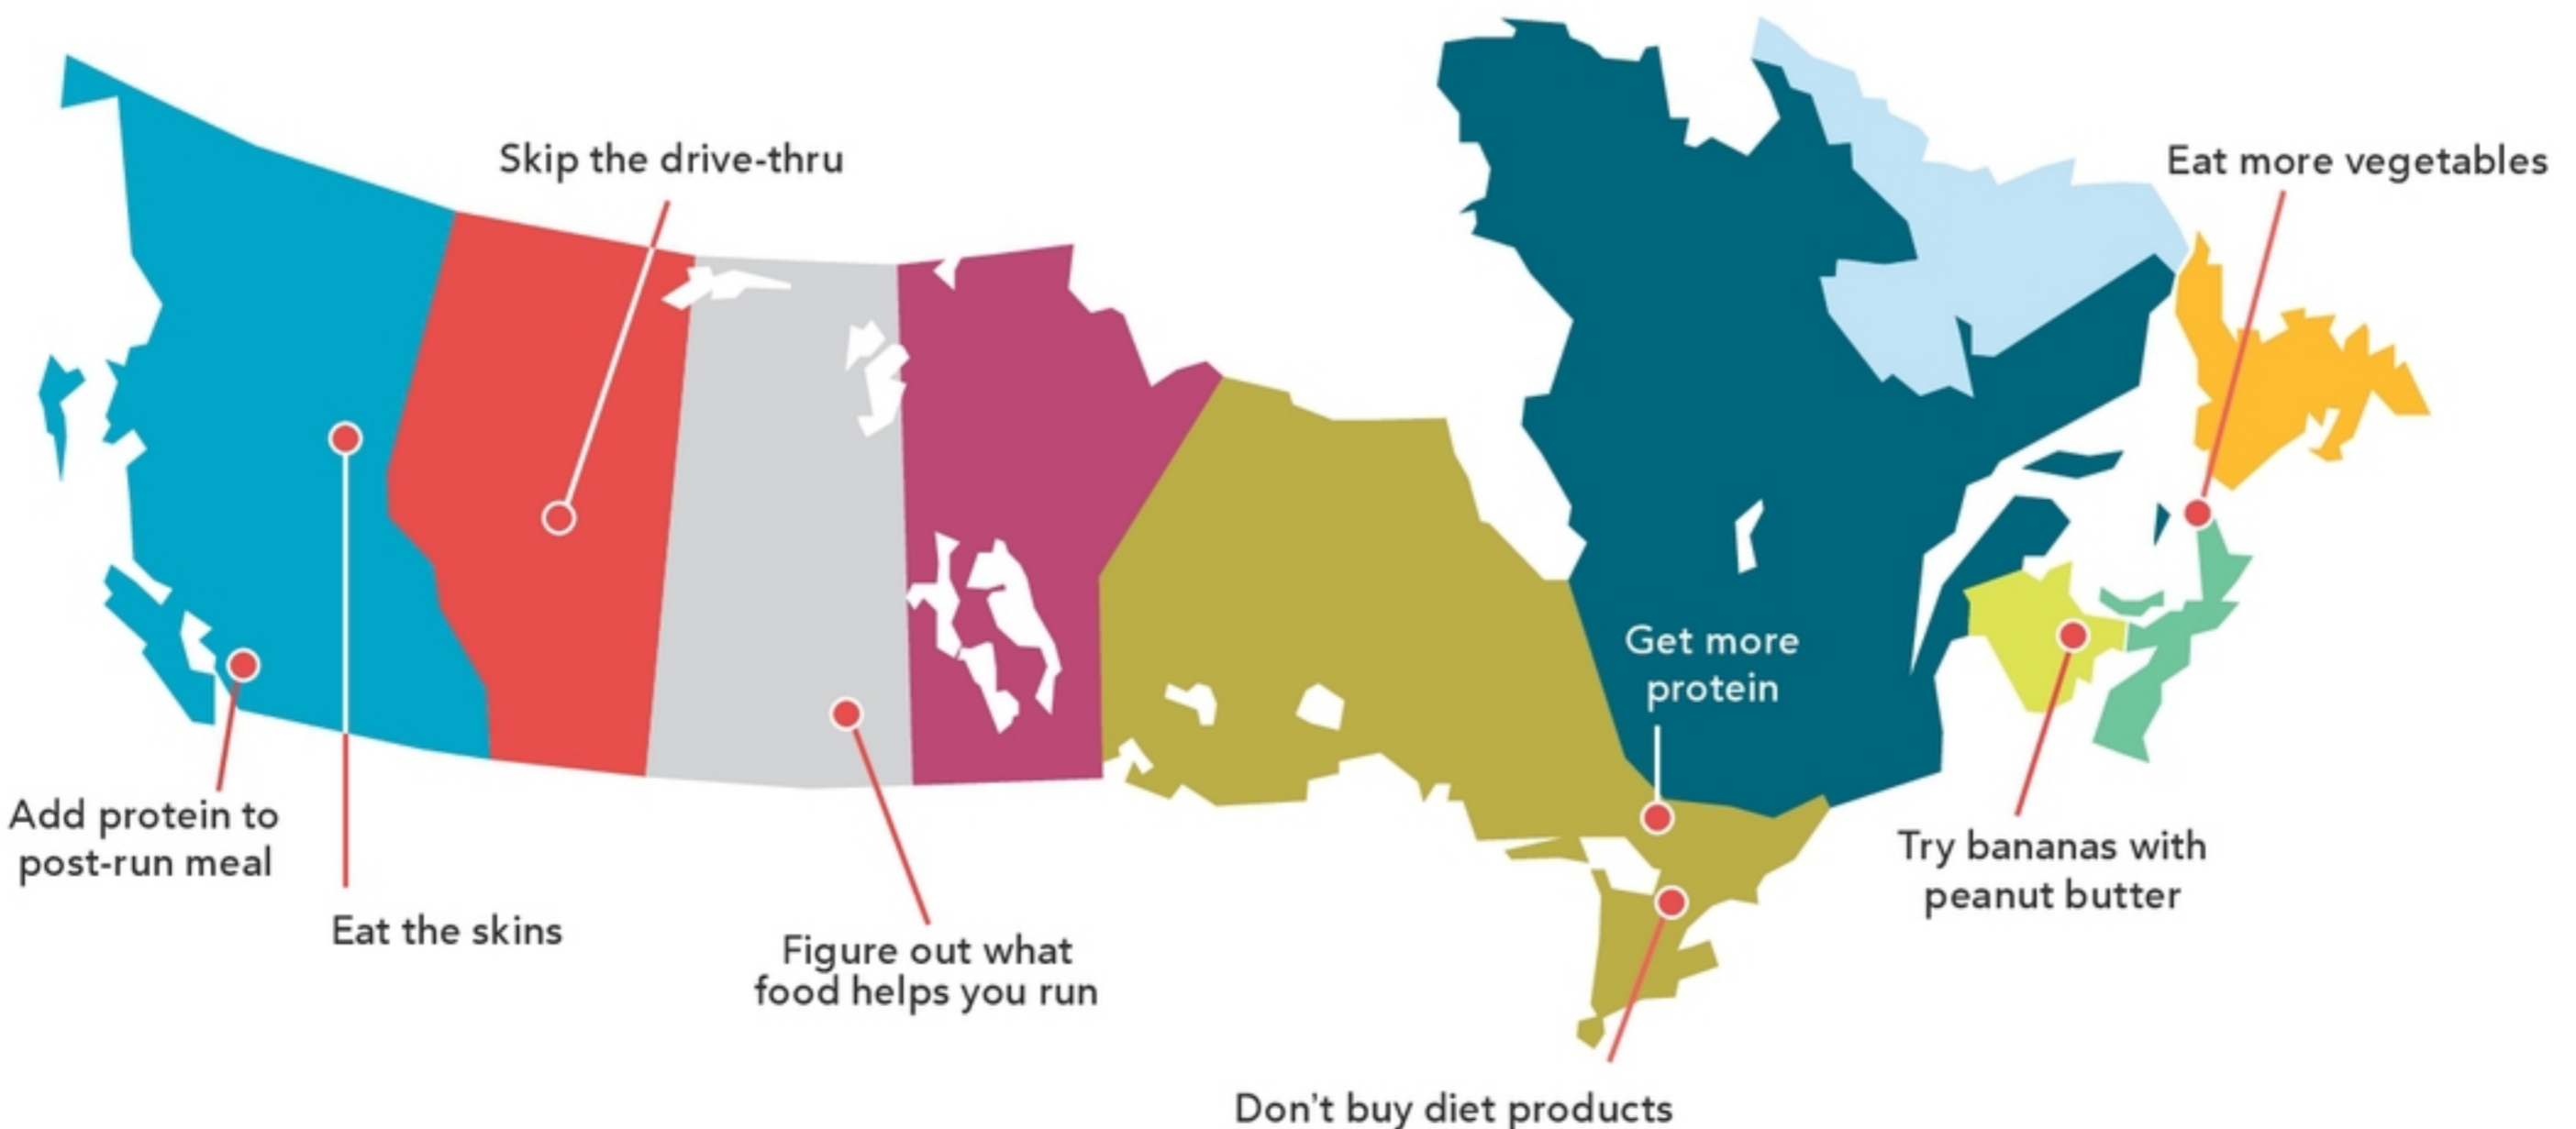 Skip the drive-thru
Eat more vegetables
Get more
protein
Add protein to
post-run meal
Eat the skins
Figure out what
food helps you run
Try bananas with
peanut butter
Don't buy diet products